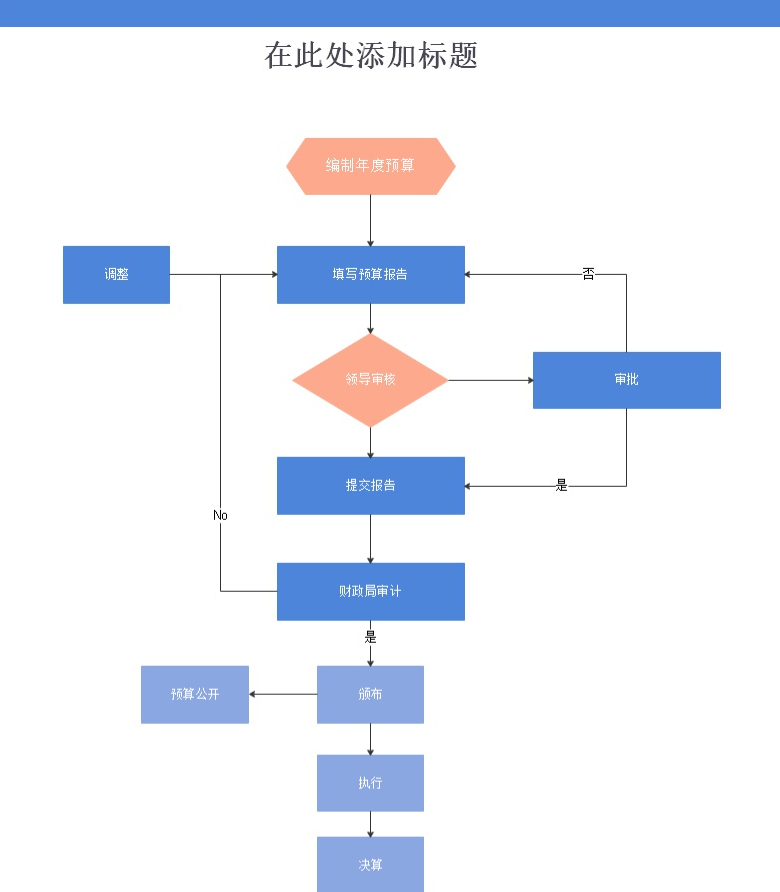 在此处添加标题
编制年度预算
调整
填写预算报告
否
领导审核
审批
提交报告
是
No
财政局审计
是
预算公开
颁布
执行
决算